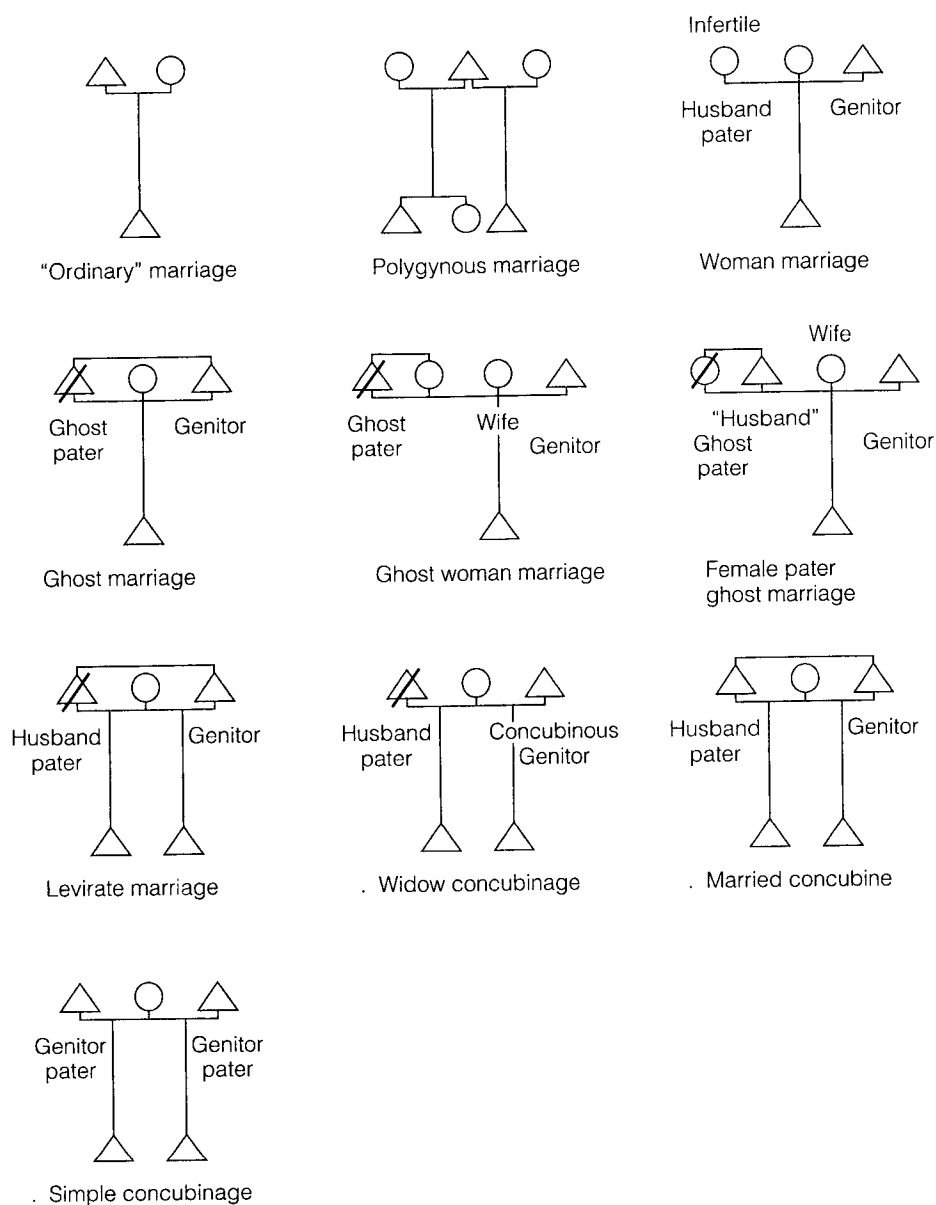 Infertile
Husband
pater
Genitor
"Ordinary" marriage
Polygynous marriage
Woman marriage
Ghost
pater
Genitor
Ghost marriage
Ghost
pater
Wife
Genitor
Ghost woman marriage
Wife
"Husband"
Ghost
pater
Genitor
Female pater
ghost marriage
Husband
pater
Genitor
Levirate marriage
Husband
pater
Concubinous
Genitor
. Widow concubinage
Husband
pater
Genitor
. Married concubine
Genitor
pater
Genitor
pater
. Simple concubinage